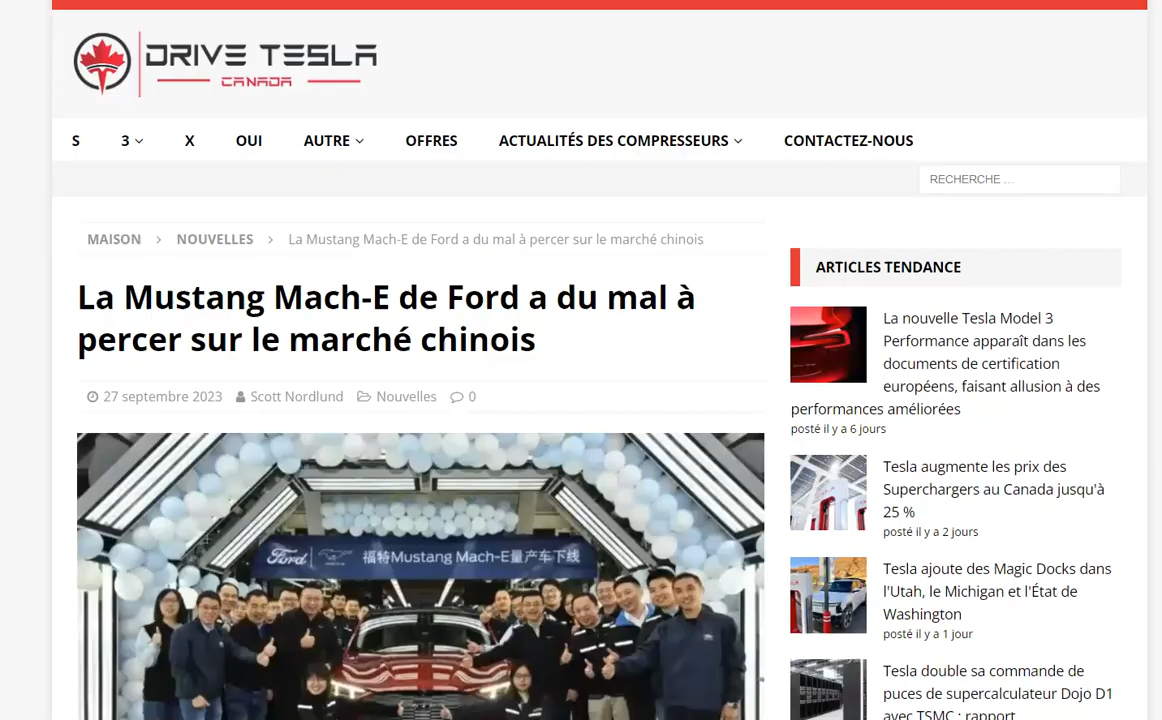 DRIVE TESLA
CANADA
S
3
X
OUI
AUTRE
OFFRES
ACTUALITÉS DES COMPRESSEURS
CONTACTEZ-NOUS
RECHERCHE …
MAISON
NOUVELLES
La Mustang Mach-E de Ford a du mal à percer sur le marché chinois
La Mustang Mach-E de Ford a du mal à
percer sur le marché chinois
27 septembre 2023
Scott Nordlund
Nouvelles
0
Ford
福特Mustang Mach-E量产车下线
ARTICLES TENDANCE
La nouvelle Tesla Model 3
Performance apparaît dans les
documents de certification
européens, faisant allusion à des
performances améliorées
posté il y a 6 jours
Tesla augmente les prix des
Superchargers au Canada jusqu'à
25 %
posté il y a 2 jours
Tesla ajoute des Magic Docks dans
l'Utah, le Michigan et l'État de
Washington
posté il y a 1 jour
Tesla double sa commande de
puces de supercalculateur Dojo D1
avec TSMC : rapport